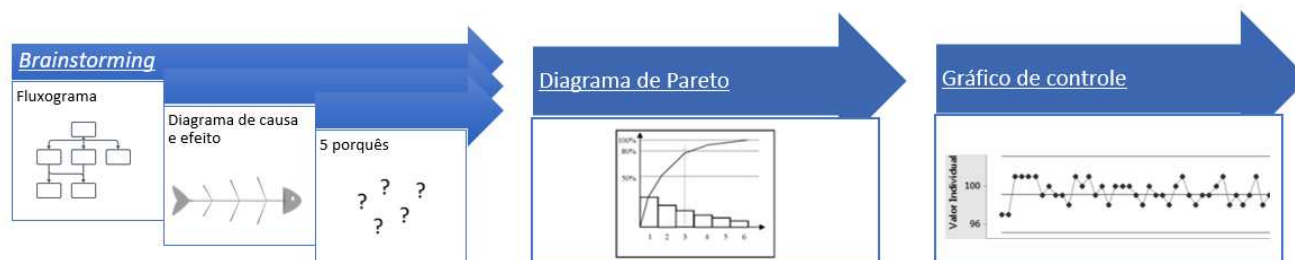 Brainstorming
Fluxograma
Diagrama de causa
e efeito
5 porquês
?
?
?
?
?
Diagrama de Pareto
100%
80%
50%
1 2 3 4 5 6
Gráfico de controle
Valor Individual
100
96